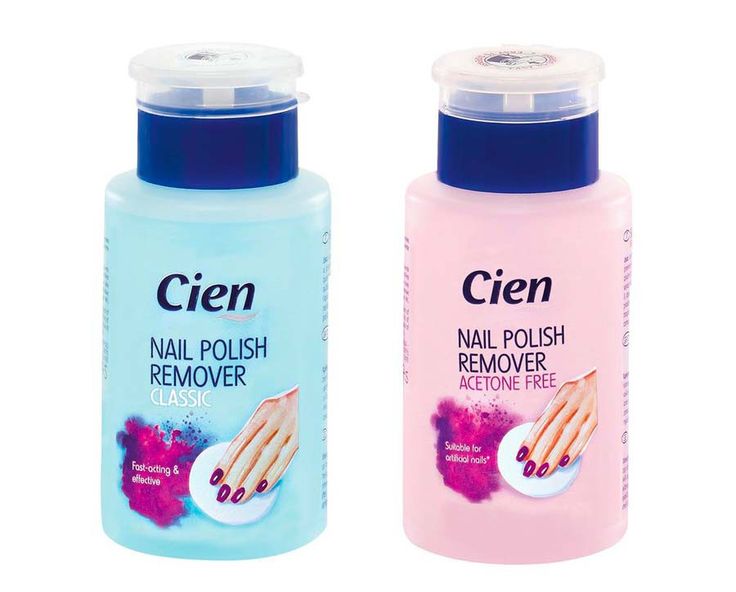 Cien
NAIL POLISH
REMOVER
CLASSIC
Fast-acting &
effective
Cien
NAIL POLISH
REMOVER
ACETONE FREE
Suitable for
artificial nails*